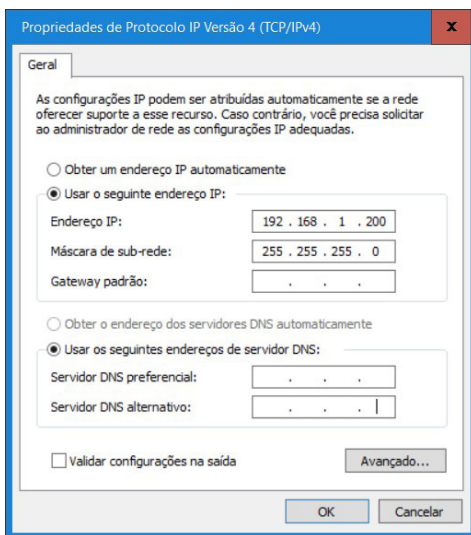 Propriedades de Protocolo IP Versão 4 (TCP/IPv4)
x
Geral
As configurações IP podem ser atribuídas automaticamente se a rede
oferecer suporte a esse recurso. Caso contrário, você precisa solicitar
ao administrador de rede as configurações IP adequadas.
Obter um endereço IP automaticamente
Usar o seguinte endereço IP:
Endereço IP: 192 . 168 . 1 . 200
Máscara de sub-rede: 255 . 255 . 255 . 0
Gateway padrão: . . .
Obter o endereço dos servidores DNS automaticamente
Usar os seguintes endereços de servidor DNS:
Servidor DNS preferencial: . . .
Servidor DNS alternativo: . . .
Validar configurações na saída
Avançado...
OK Cancelar